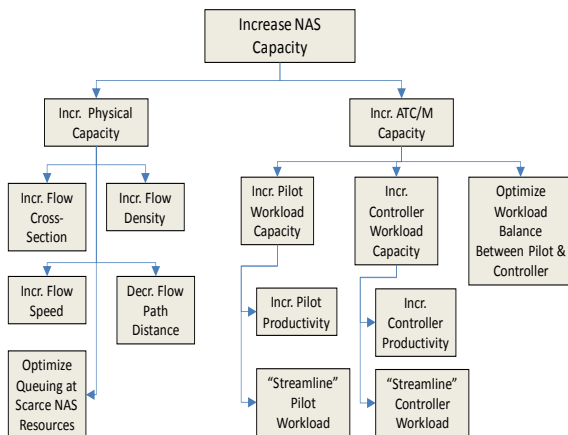 Increase NAS
Capacity
Incr. Physical
Capacity
Incr. ATC/M
Capacity
Incr. Flow
Cross-
Section
Incr. Flow
Density
Incr. Pilot
Workload
Capacity
Incr.
Controller
Workload
Capacity
Optimize
Workload
Balance
Between Pilot &
Controller
Incr. Flow
Speed
Decr. Flow
Path
Distance
Incr. Pilot
Productivity
Incr.
Controller
Productivity
Optimize
Queuing at
Scarce NAS
Resources
“Streamline”
Pilot
Workload
“Streamline”
Controller
Workload